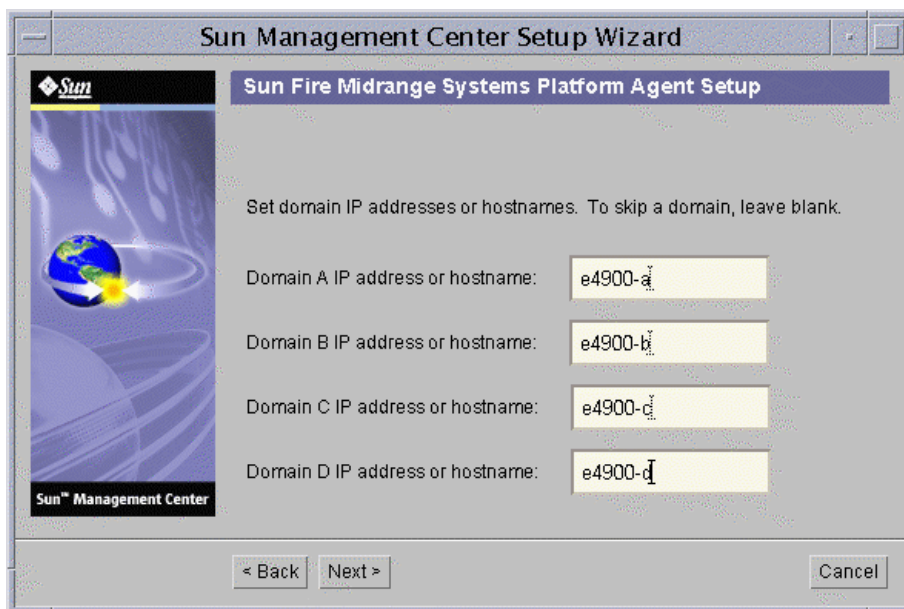 Sun Management Center Setup Wizard
Sun
Sun Fire Midrange Systems Platform Agent Setup
Set domain IP addresses or hostnames. To skip a domain, leave blank.
Domain A IP address or hostname: e4900-a
Domain B IP address or hostname: e4900-b
Domain C IP address or hostname: e4900-c
Domain D IP address or hostname: e4900-d
Sun™ Management Center
< Back Next > Cancel